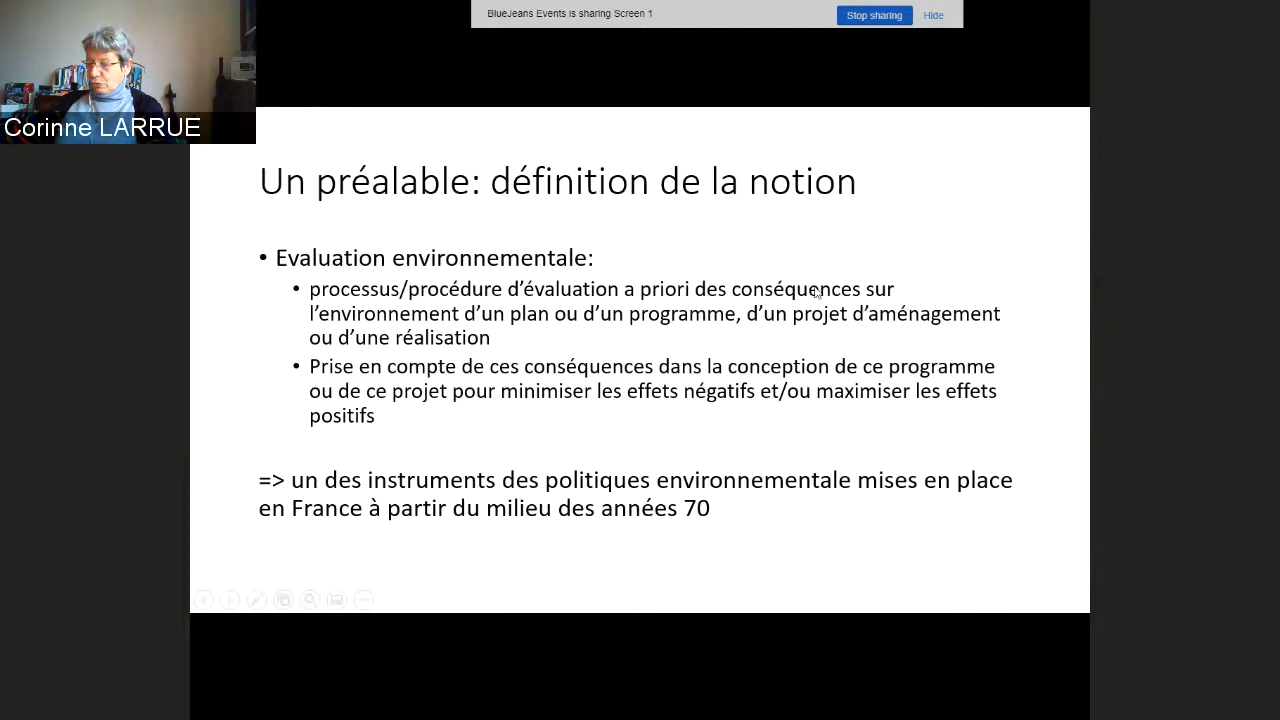 BlueJeans Events is sharing Screen 1
Stop sharing
Hide
Corinne LARRUE
Un préalable: définition de la notion
• Evaluation environnementale:
• processus/procédure d'évaluation a priori des conséquences sur
l'environnement d'un plan ou d'un programme, d'un projet d'aménagement
ou d'une réalisation
• Prise en compte de ces conséquences dans la conception de ce programme
ou de ce projet pour minimiser les effets négatifs et/ou maximiser les effets
positifs
=> un des instruments des politiques environnementale mises en place
en France à partir du milieu des années 70